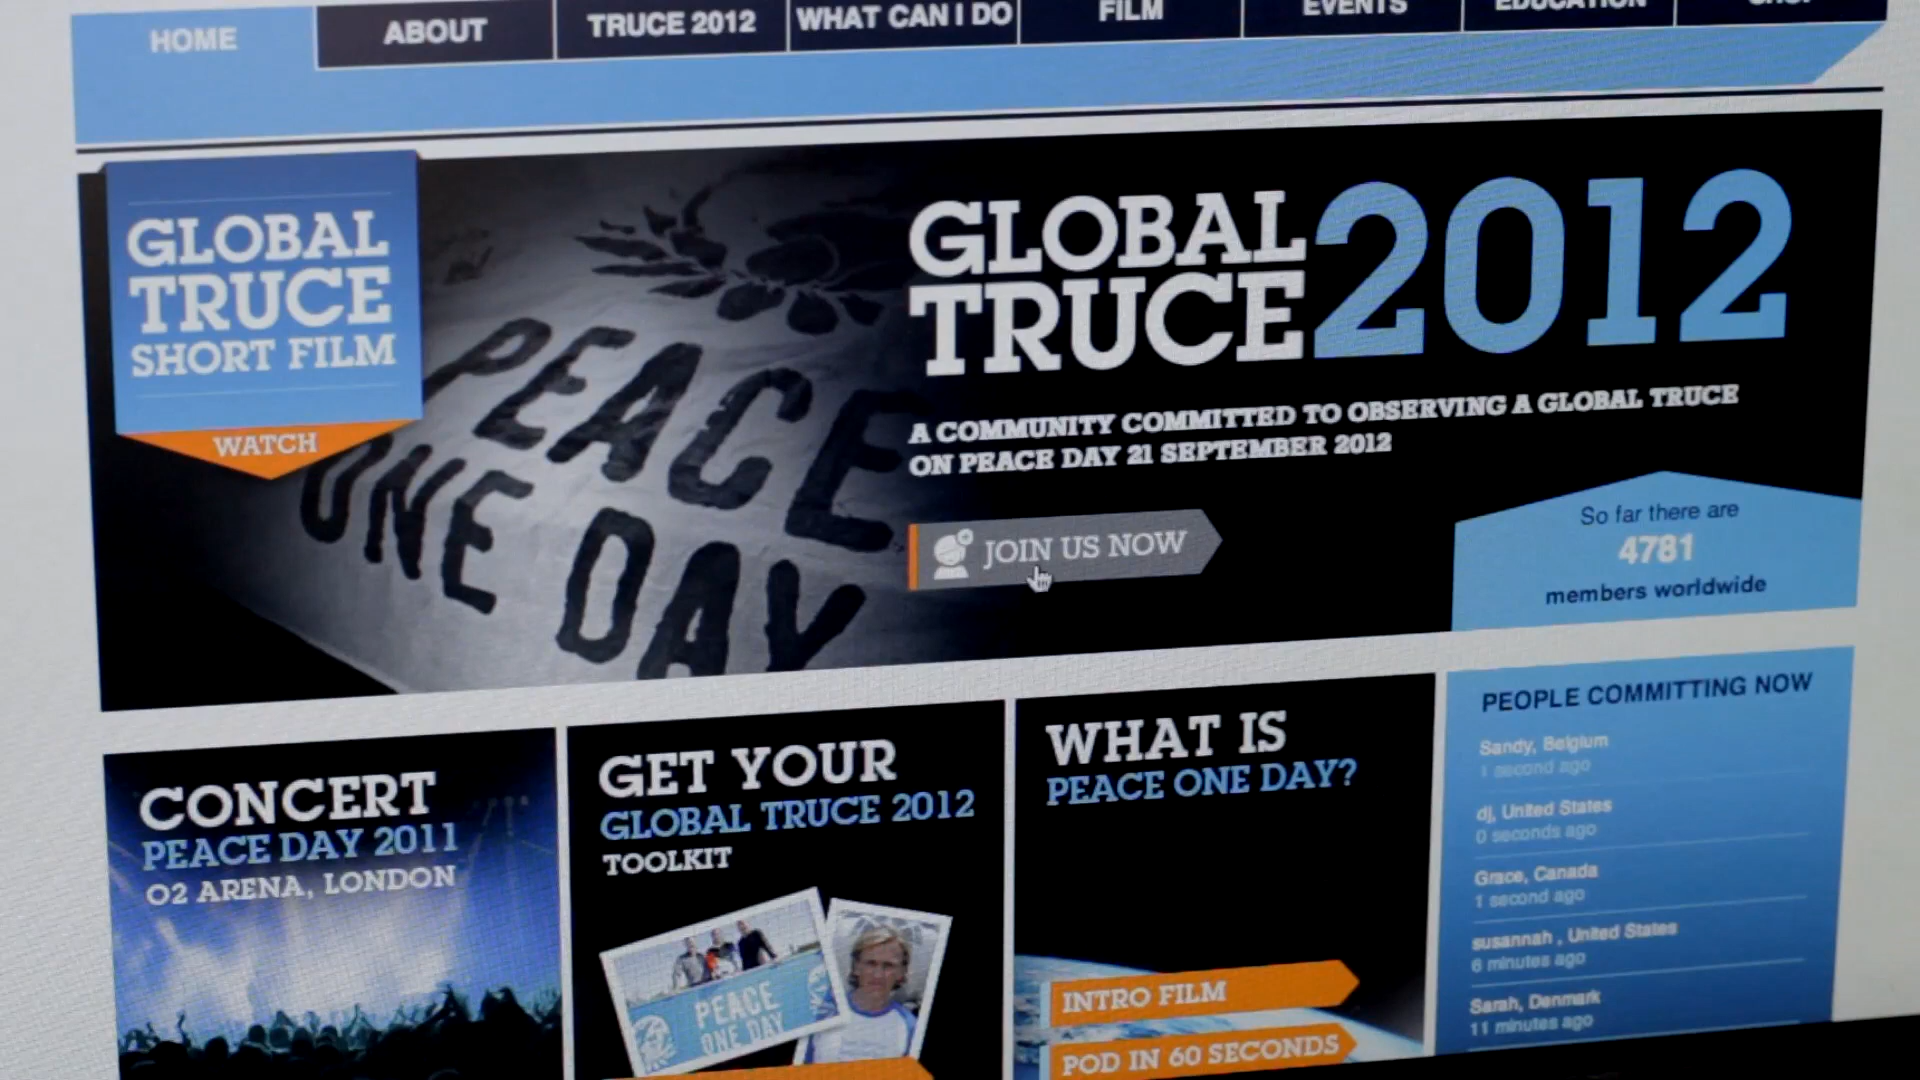 HOME
ABOUT
TRUCE 2012
WHAT CAN I DO
FILM
EVENTS
EDUCATION
GLOBAL
TRUCE
SHORT FILM
WATCH
PEACE
ONE DAY
GLOBAL
TRUCE 2012
A COMMUNITY COMMITTED TO OBSERVING A GLOBAL TRUCE
ON PEACE DAY 21 SEPTEMBER 2012
JOIN US NOW
So far there are
4781
members worldwide
CONCERT
PEACE DAY 2011
O2 ARENA, LONDON
GET YOUR
GLOBAL TRUCE 2012
TOOLKIT
PEACE
ONE DAY
WHAT IS
PEACE ONE DAY?
INTRO FILM
POD IN 60 SECONDS
PEOPLE COMMITTING NOW
Sandy, Belgium
1 second ago
dj, United States
0 seconds ago
Grace, Canada
1 second ago
susannah , United States
6 minutes ago
Sarah, Denmark
11 minutes ago